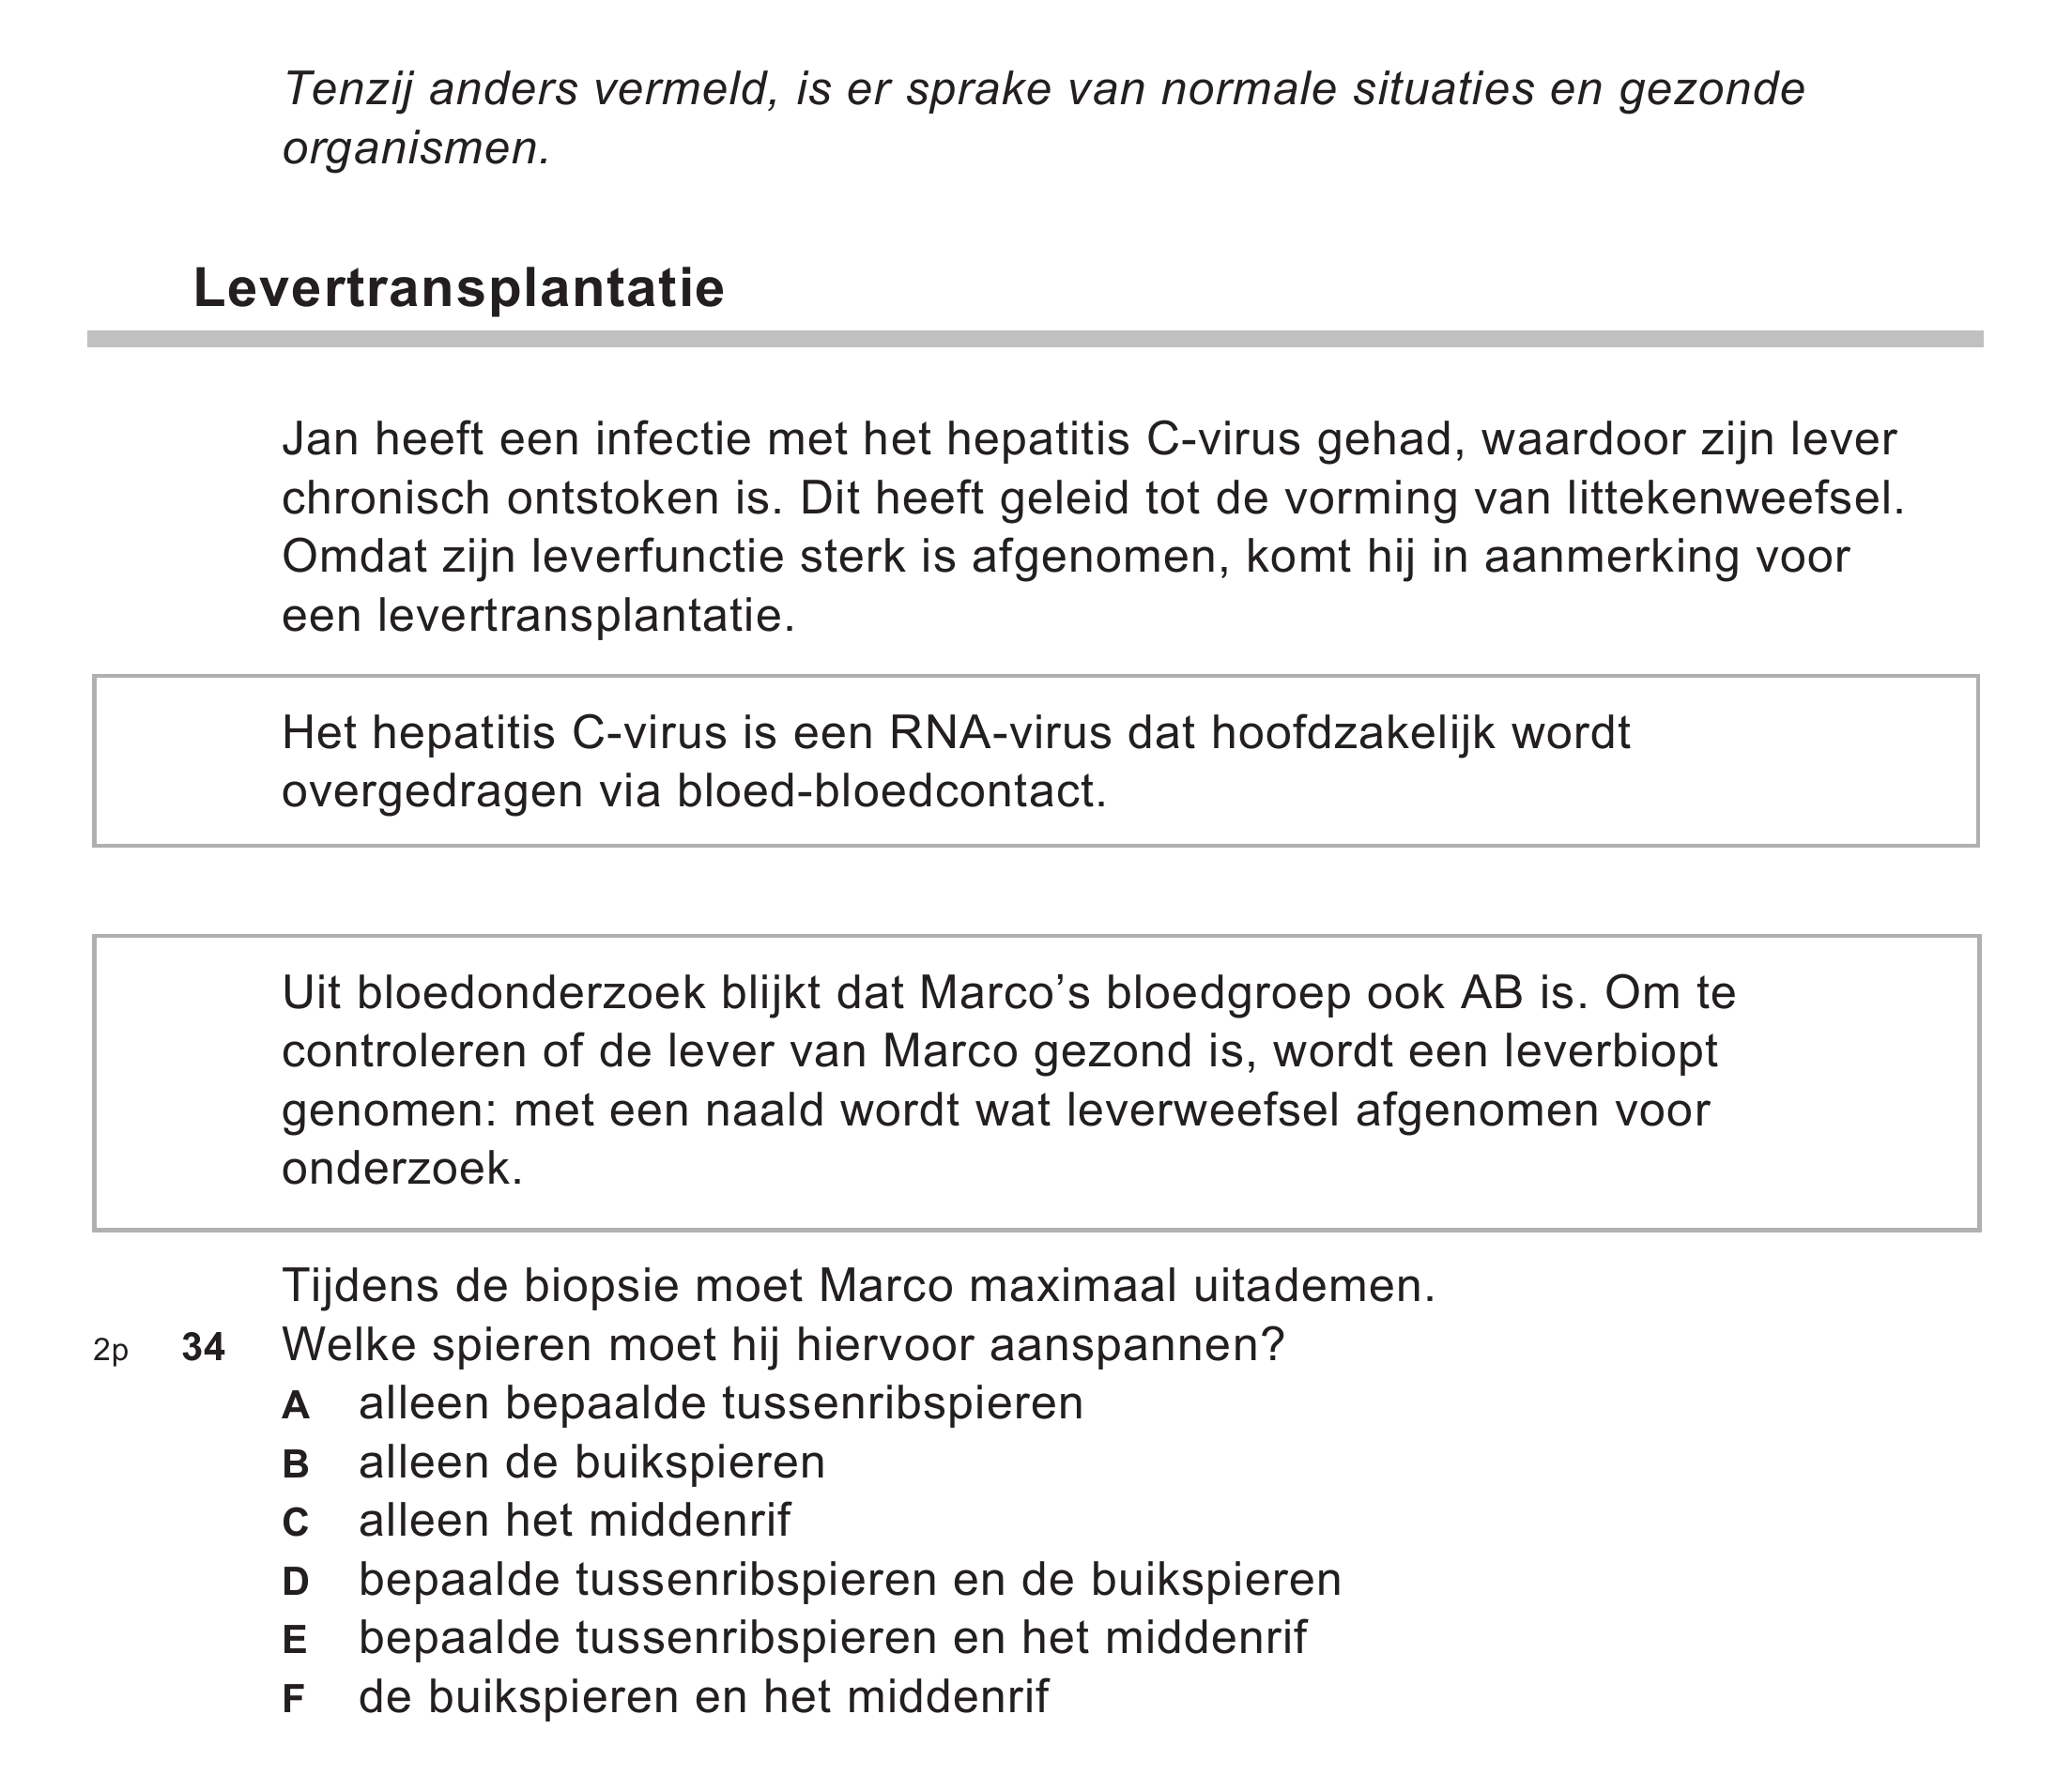 Tenzij anders vermeld, is er sprake van normale situaties en gezonde
organismen.
Levertransplantatie
Jan heeft een infectie met het hepatitis C-virus gehad, waardoor zijn lever
chronisch ontstoken is. Dit heeft geleid tot de vorming van littekenweefsel.
Omdat zijn leverfunctie sterk is afgenomen, komt hij in aanmerking voor
een levertransplantatie.
Het hepatitis C-virus is een RNA-virus dat hoofdzakelijk wordt
overgedragen via bloed-bloedcontact.
Uit bloedonderzoek blijkt dat Marco’s bloedgroep ook AB is. Om te
controleren of de lever van Marco gezond is, wordt een leverbiopt
genomen: met een naald wordt wat leverweefsel afgenomen voor
onderzoek.
Tijdens de biopsie moet Marco maximaal uitademen.
2p 34 Welke spieren moet hij hiervoor aanspannen?
A alleen bepaalde tussenribspieren
B alleen de buikspieren
C alleen het middenrif
D bepaalde tussenribspieren en de buikspieren
E bepaalde tussenribspieren en het middenrif
F de buikspieren en het middenrif